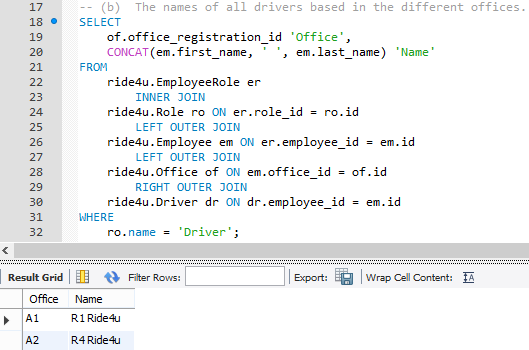 17 -- (b)  The names of all drivers based in the different offices.
18 SELECT
19 of.office_registration_id 'Office',
20 CONCAT(em.first_name, ' ', em.last_name) 'Name'
21 FROM
22 ride4u.EmployeeRole er
23 INNER JOIN
24 ride4u.Role ro ON er.role_id = ro.id
25 LEFT OUTER JOIN
26 ride4u.Employee em ON er.employee_id = em.id
27 LEFT OUTER JOIN
28 ride4u.Office of ON em.office_id = of.id
29 RIGHT OUTER JOIN
30 ride4u.Driver dr ON dr.employee_id = em.id
31 WHERE
32 ro.name = 'Driver';
Result Grid Filter Rows: Export: Wrap Cell Content: IA
Office Name
A1 R1 Ride4u
A2 R4 Ride4u